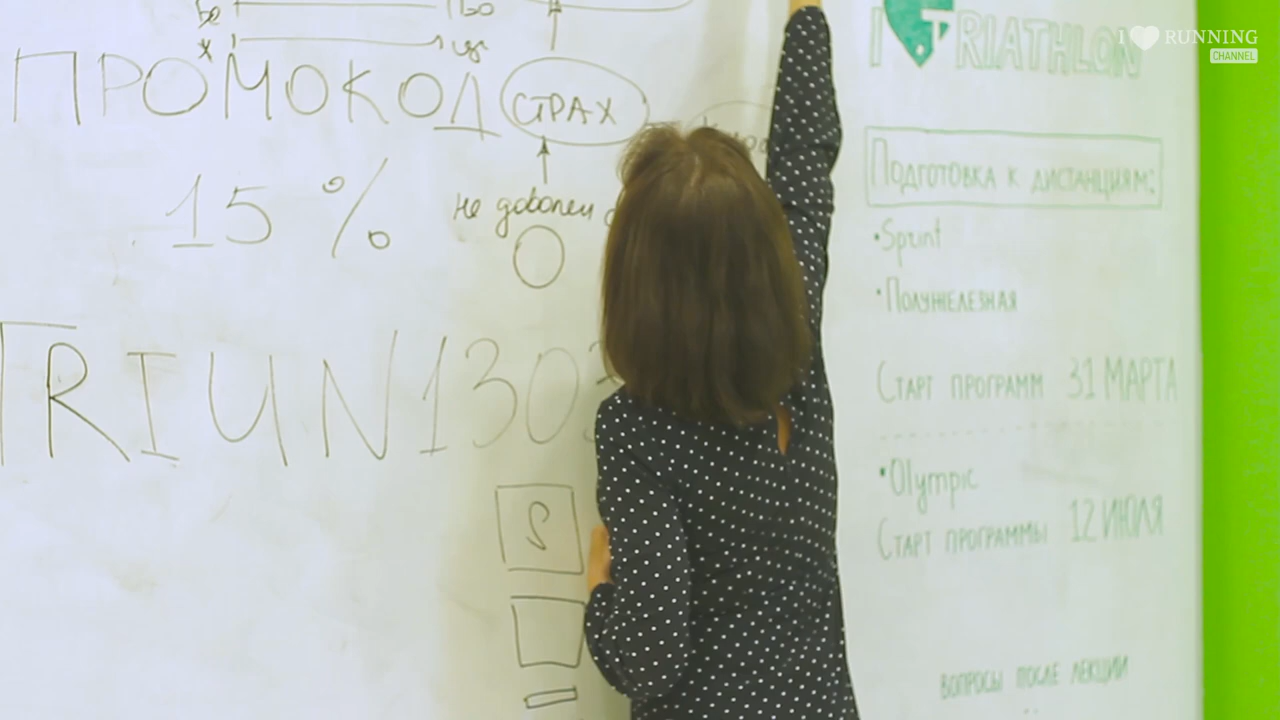 I RUNNING
CHANNEL
I TRIATHLON
ПРОМОКОД
СТРАХ
15 %
не доволен
TRIUN130
S
Подготовка к дистанциям:
•Sprint
•Полужелезная
Старт программ 31 марта
•Olympic
Старт программы 12 июля
вопросы после лекции